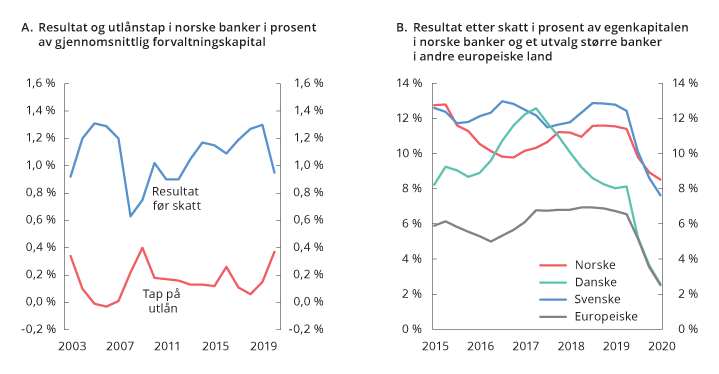 A. Resultat og utlånstap i norske banker i prosent
av gjennomsnittlig forvaltningskapital
1,6 % 1,6 %
1,4 % 1,4 %
1,2 % 1,2 %
1,0 % 1,0 %
0,8 % 0,8 %
0,6 % 0,6 %
0,4 % 0,4 %
0,2 % 0,2 %
0,0 % 0,0 %
-0,2 % -0,2 %
Resultat
før skatt
Tap på
utlån
2003 2007 2011 2015 2019
B. Resultat etter skatt i prosent av egenkapitalen
i norske banker og et utvalg større banker
i andre europeiske land
14 % 14 %
12 % 12 %
10 % 10 %
8 % 8 %
6 % 6 %
4 % 4 %
2 % 2 %
0 % 0 %
Norske
Danske
Svenske
Europeiske
2015 2016 2017 2018 2019 2020